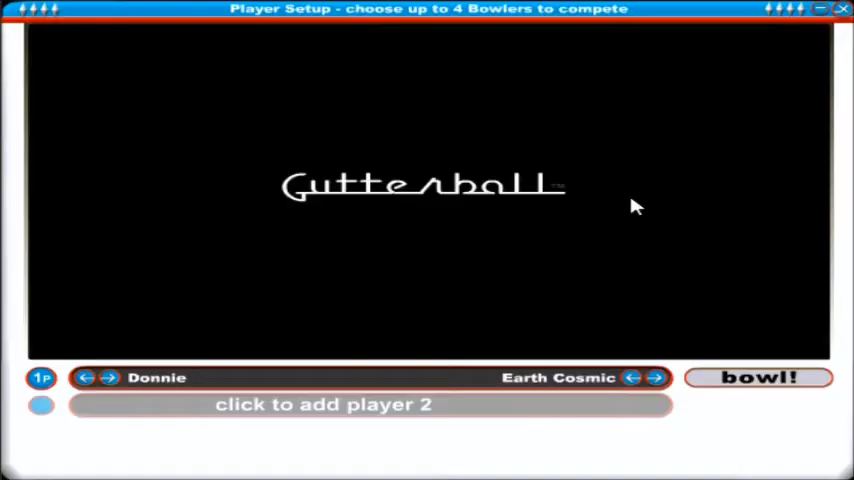 Player Setup - choose up to 4 Bowlers to compete
Gutterball™
1P Donnie Earth Cosmic bowl!
click to add player 2